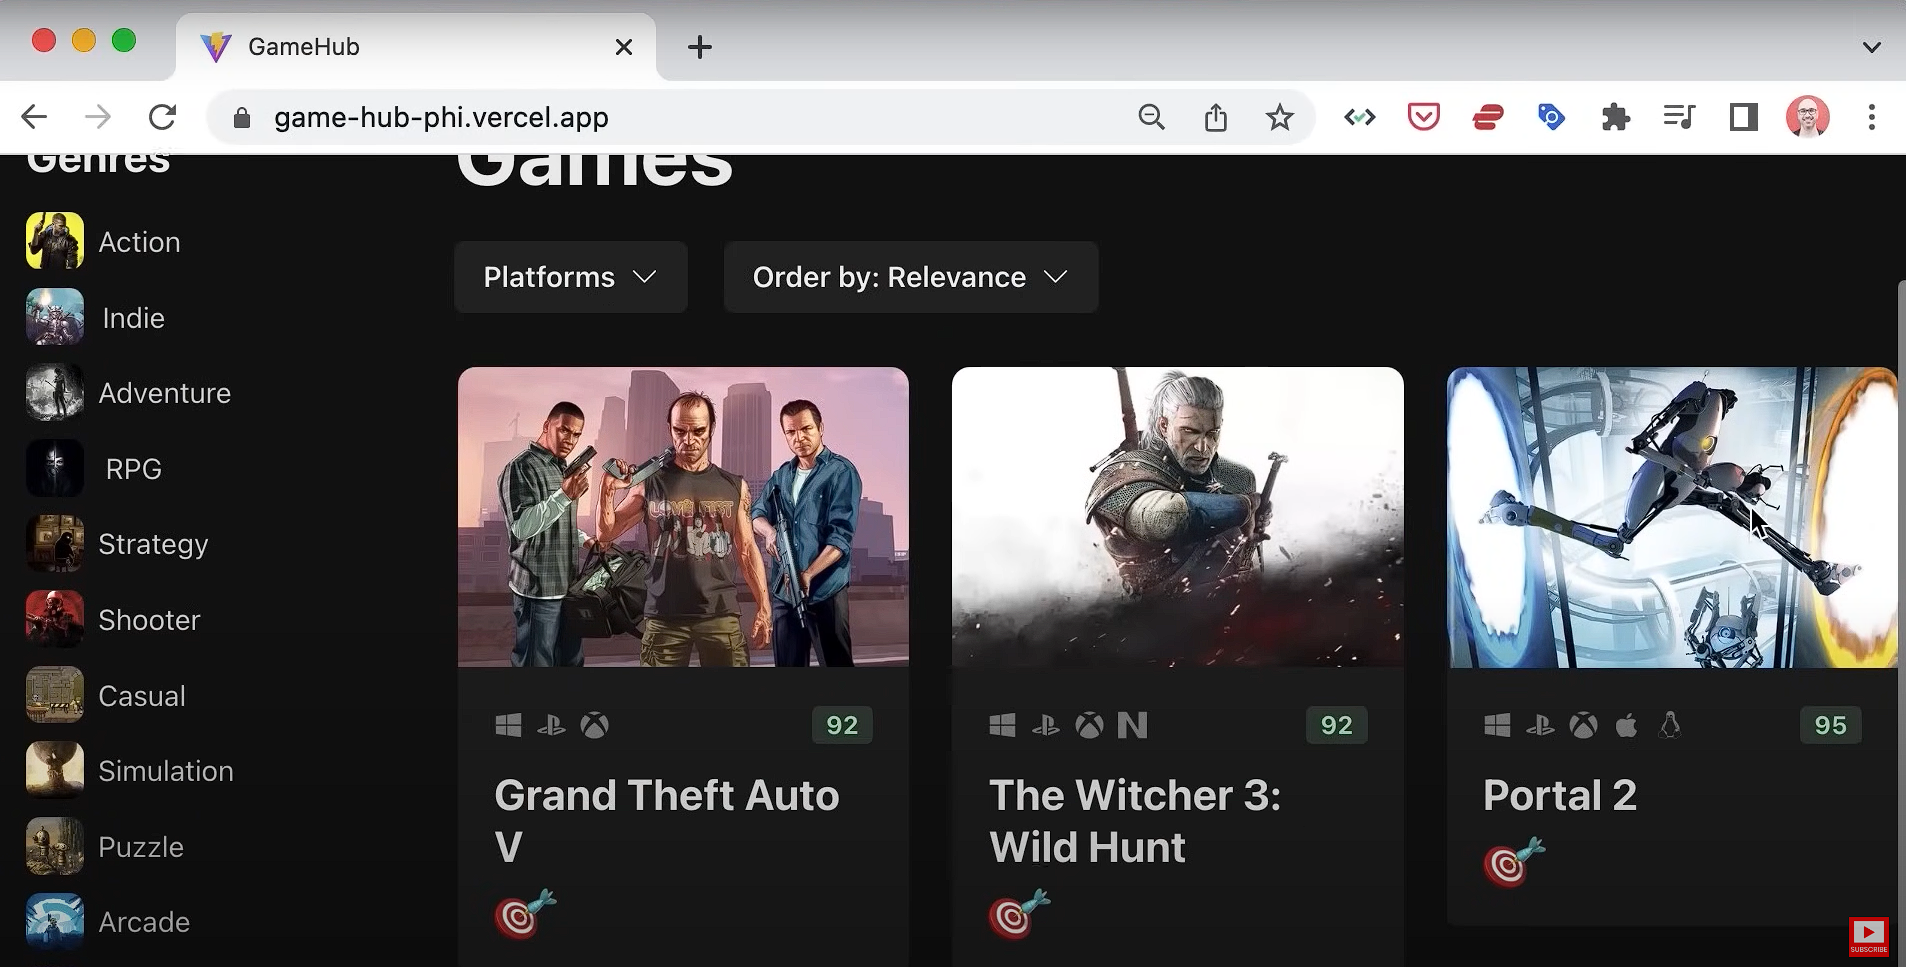 GameHub
game-hub-phi.vercel.app
Genres
Games
Action
Indie
Adventure
RPG
Strategy
Shooter
Casual
Simulation
Puzzle
Arcade
Platforms
Order by: Relevance
92
Grand Theft Auto
V
92
The Witcher 3:
Wild Hunt
95
Portal 2
SUBSCRIBE